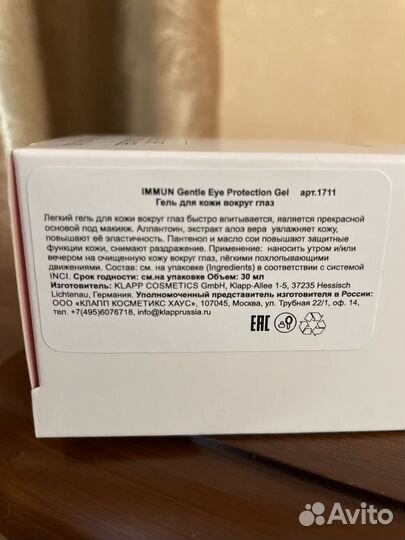 IMMUN Gentle Eye Protection Gel арт.1711
Гель для кожи вокруг глаз
Легкий гель для кожи вокруг глаз быстро впитывается, является прекрасной
основой под макияж. Аллантоин, экстракт алоэ вера увлажняет кожу,
повышают её эластичность. Пантенол и масло сои повышают защитные
функции кожи, снимают раздражение. Применение: наносить утром и/или
вечером на очищенную кожу вокруг глаз, лёгкими похлопывающими
движениями. Состав: см. на упаковке (Ingredients) в соответствии с системой
INCI. Срок годности: см.на упаковке Объем: 30 мл
Изготовитель: KLAPP COSMETICS GmbH, Klapp-Allee 1-5, 37235 Hessisch
Lichtenau, Германия. Уполномоченный представитель изготовителя в России:
ООО «КЛАПП КОСМЕТИКС ХАУС», 107045, Москва, ул. Трубная 22/1, оф. 14,
тел. +7(495)6076718, info@klapprussia.ru
EAC
Avito